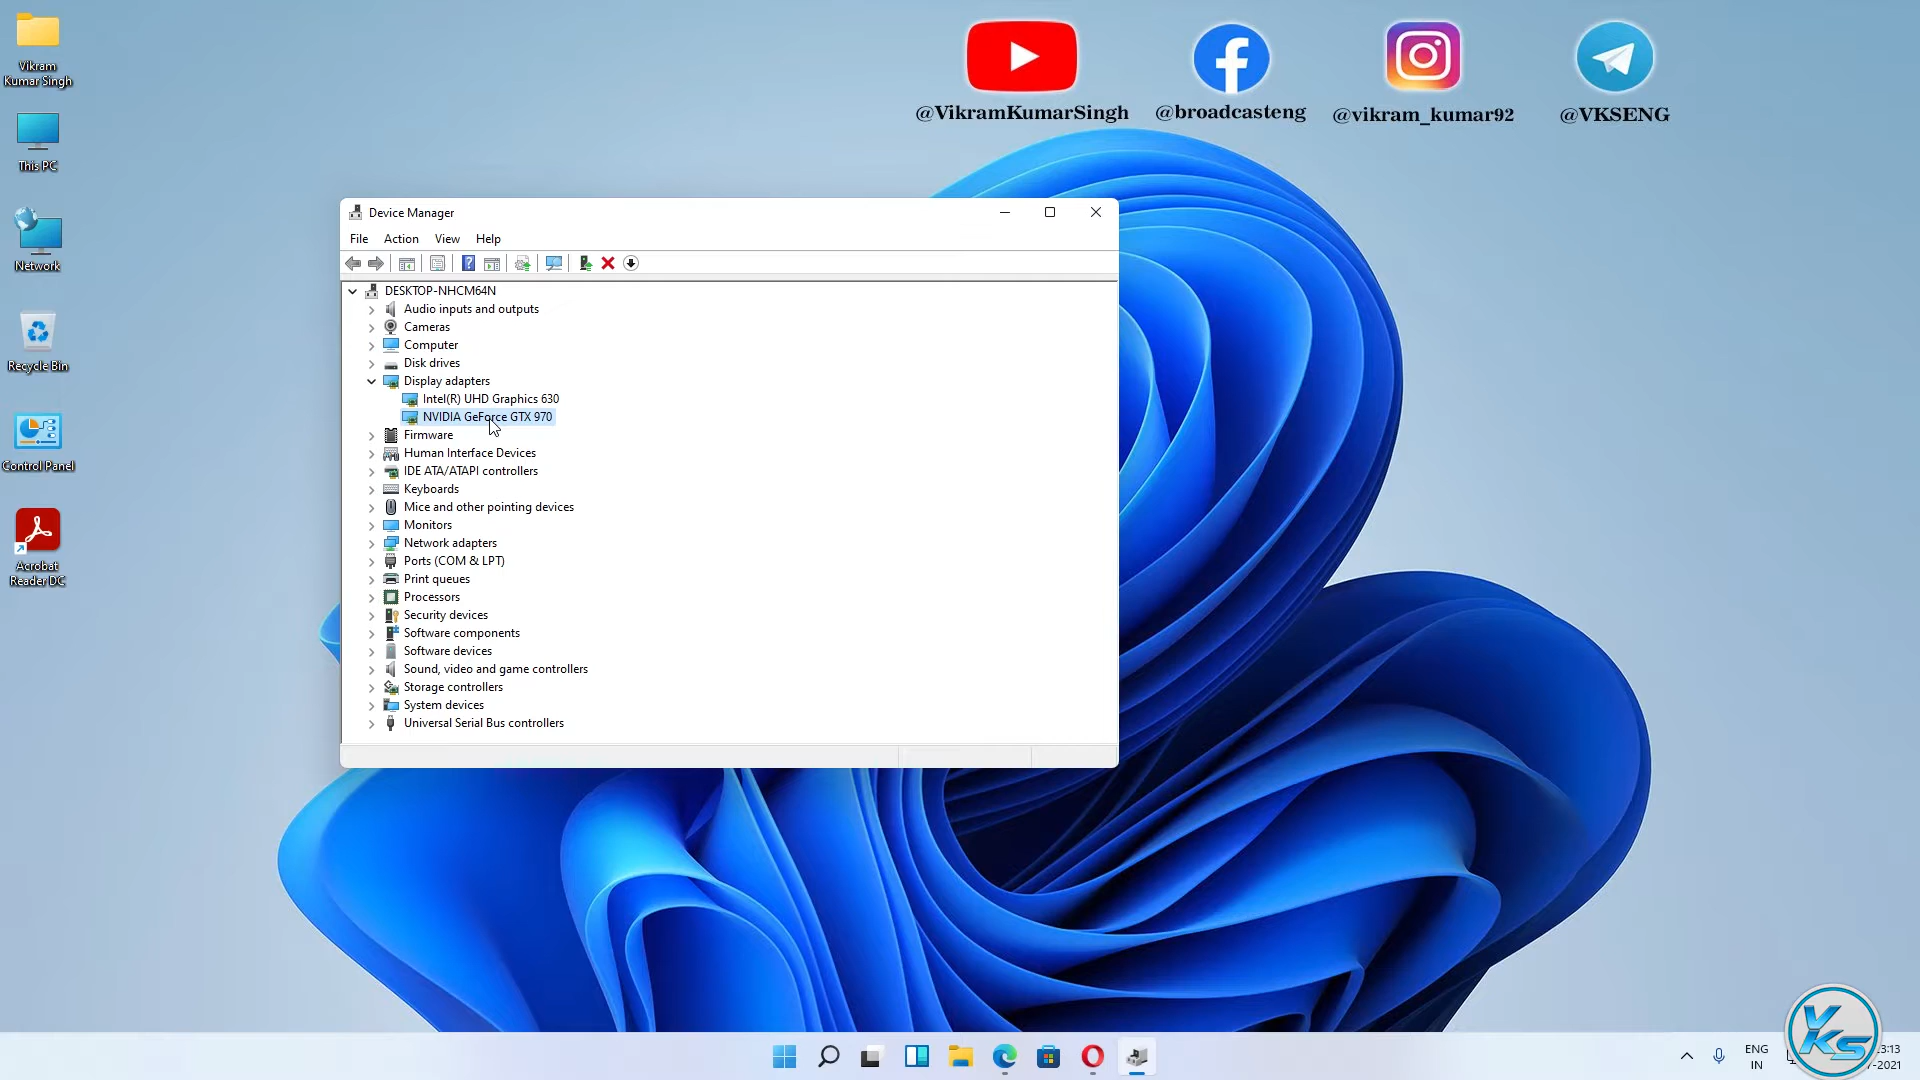 Vikram
Kumar Singh
This PC
Network
Recycle Bin
Control Panel
Acrobat
Reader DC
@VikramKumarSingh
@broadcasteng
@vikram_kumar92
@VKSENG
Device Manager
File Action View Help
DESKTOP-NHCM64N
Audio inputs and outputs
Cameras
Computer
Disk drives
Display adapters
Intel(R) UHD Graphics 630
NVIDIA GeForce GTX 970
Firmware
Human Interface Devices
IDE ATA/ATAPI controllers
Keyboards
Mice and other pointing devices
Monitors
Network adapters
Ports (COM & LPT)
Print queues
Processors
Security devices
Software components
Software devices
Sound, video and game controllers
Storage controllers
System devices
Universal Serial Bus controllers
ENG
IN
VKS